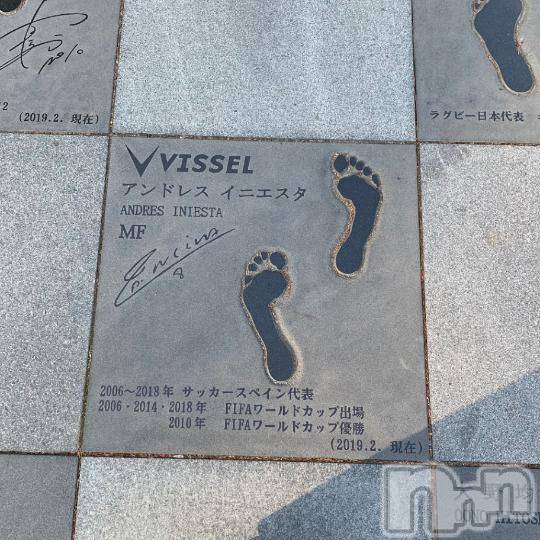 2
(2019.2. 現在)
ラグビー日本代表
VISSEL
アンドレス イニエスタ
ANDRES INIESTA
MF
8
2006～2018年 サッカースペイン代表
2006・2014・2018年 FIFAワールドカップ出場
2010年 FIFAワールドカップ優勝
(2019.2. 現在)